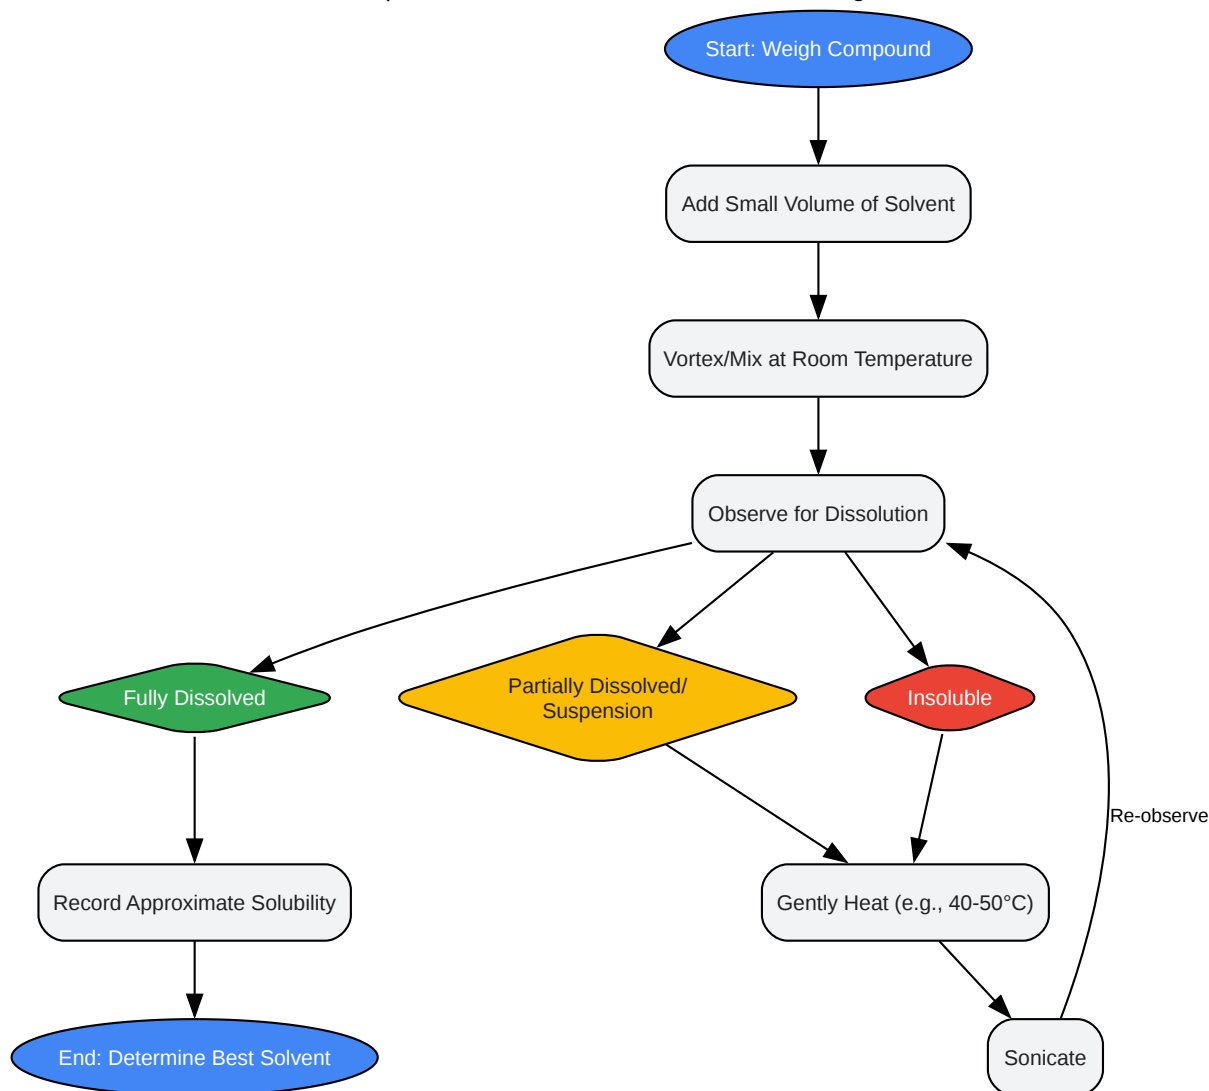 Start: Weigh Compound
Add Small Volume of Solvent
Vortex/Mix at Room Temperature
Observe for Dissolution
Fully Dissolved
Partially Dissolved/
Suspension
Insoluble
Re-observe
Record Approximate Solubility
Gently Heat (e.g., 40-50°C)
End: Determine Best Solvent
Sonicate